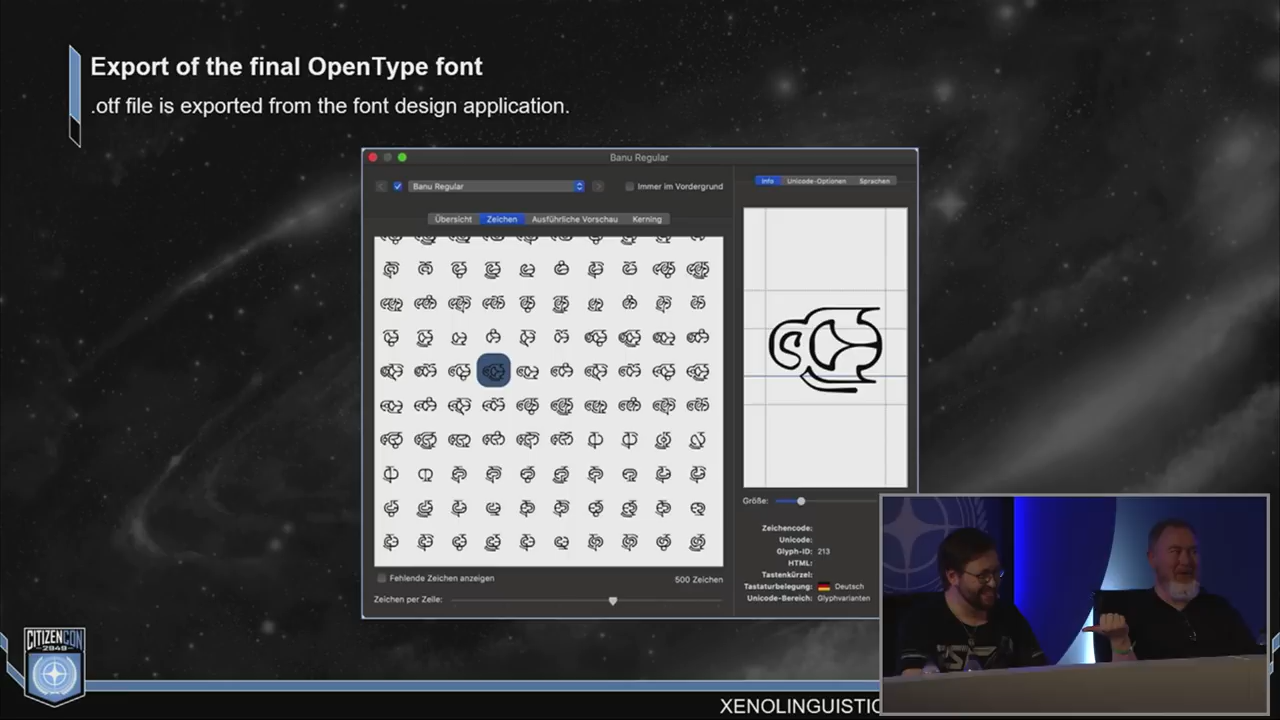 Export of the final OpenType font
.otf file is exported from the font design application.
Banu Regular
Banu Regular
Immer im Vordergrund
Info Unicode-Optionen Sprachen
Übersicht Zeichen Ausführliche Vorschau Kerning
Größe:
Zeichencode:
Unicode:
Glyph-ID: 213
HTML:
Tastenkürzel:
Tastaturbelegung: Deutsch
Unicode-Bereich: Glyphvarianten
Fehlende Zeichen anzeigen
500 Zeichen
Zeichen per Zeile:
CITIZENCON
2949
XENOLINGUISTIC